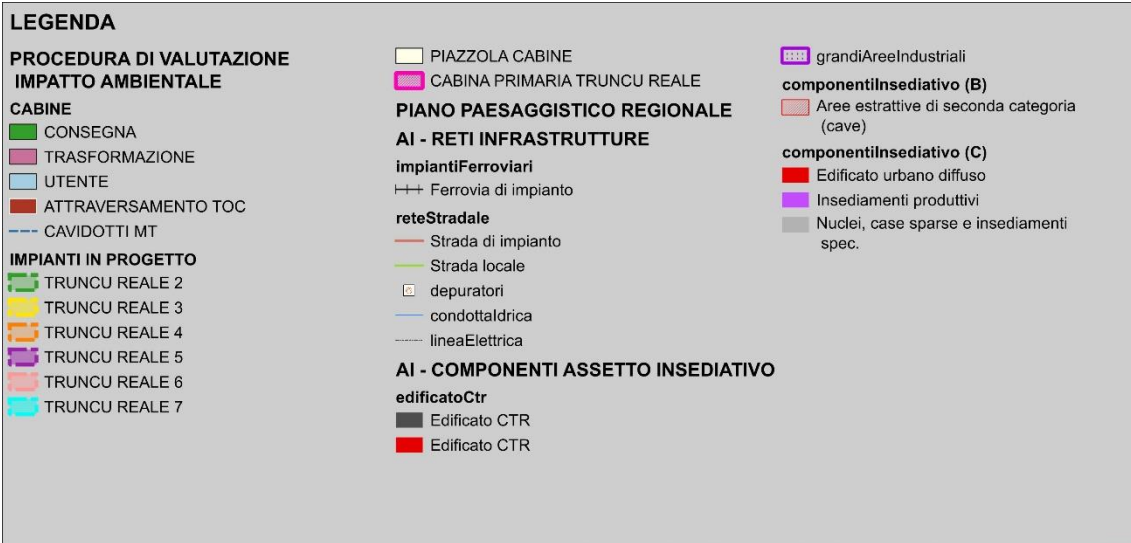 LEGENDA
PROCEDURA DI VALUTAZIONE
IMPATTO AMBIENTALE
CABINE
CONSEGNA
TRASFORMAZIONE
UTENTE
ATTRAVERSAMENTO TOC
CAVIDOTTI MT
IMPIANTI IN PROGETTO
TRUNCU REALE 2
TRUNCU REALE 3
TRUNCU REALE 4
TRUNCU REALE 5
TRUNCU REALE 6
TRUNCU REALE 7
PIAZZOLA CABINE
CABINA PRIMARIA TRUNCU REALE
PIANO PAESAGGISTICO REGIONALE
AI - RETI INFRASTRUTTURE
impiantiFerroviari
Ferrovia di impianto
reteStradale
Strada di impianto
Strada locale
depuratori
condottaIdrica
lineaElettrica
AI - COMPONENTI ASSETTO INSEDIATIVO
edificatoCtr
Edificato CTR
Edificato CTR
grandiAreeIndustriali
componentiInsediativo (B)
Aree estrattive di seconda categoria
(cave)
componentiInsediativo (C)
Edificato urbano diffuso
Insediamenti produttivi
Nuclei, case sparse e insediamenti
spec.